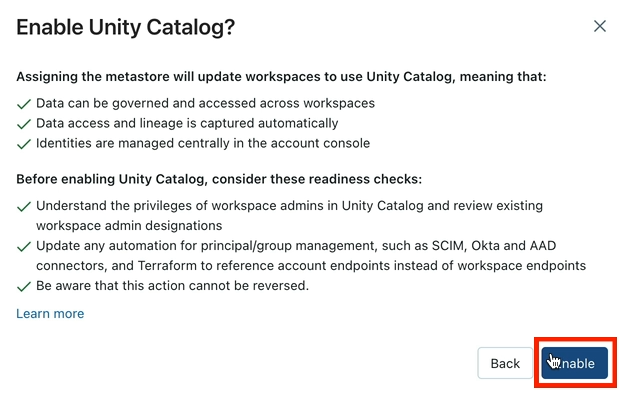 Enable Unity Catalog?
Assigning the metastore will update workspaces to use Unity Catalog, meaning that:
Data can be governed and accessed across workspaces
Data access and lineage is captured automatically
Identities are managed centrally in the account console
Before enabling Unity Catalog, consider these readiness checks:
Understand the privileges of workspace admins in Unity Catalog and review existing
workspace admin designations
Update any automation for principal/group management, such as SCIM, Okta and AAD
connectors, and Terraform to reference account endpoints instead of workspace endpoints
Be aware that this action cannot be reversed.
Learn more
Back
Enable